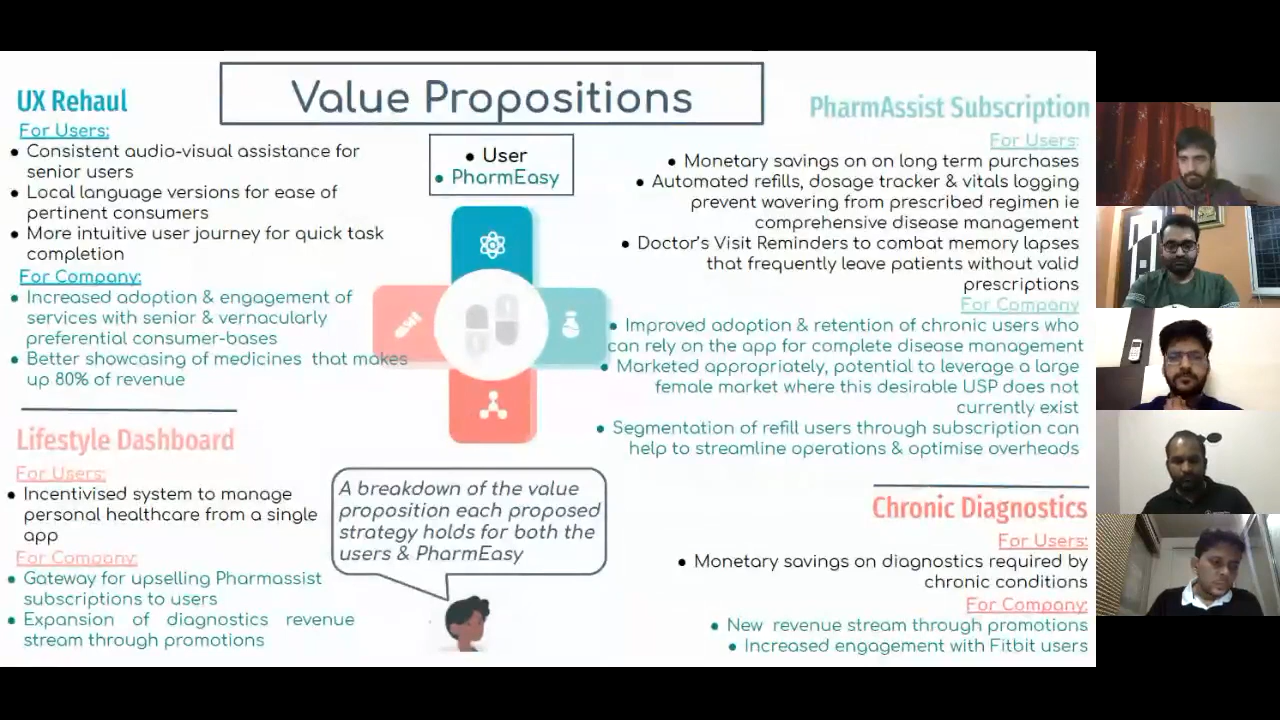 Value Propositions
UX Rehaul
For Users:
• Consistent audio-visual assistance for
senior users
• Local language versions for ease of
pertinent consumers
• More intuitive user journey for quick task
completion
For Company:
• Increased adoption & engagement of
services with senior & vernacularly
preferential consumer-bases
• Better showcasing of medicines that makes
up 80% of revenue
• User
• PharmEasy
PharmAssist Subscription
For Users:
• Monetary savings on on long term purchases
• Automated refills, dosage tracker & vitals logging
prevent wavering from prescribed regimen ie
comprehensive disease management
• Doctor's Visit Reminders to combat memory lapses
that frequently leave patients without valid
prescriptions
For Company
• Improved adoption & retention of chronic users who
can rely on the app for complete disease management
• Marketed appropriately, potential to leverage a large
female market where this desirable USP does not
currently exist
• Segmentation of refill users through subscription can
help to streamline operations & optimise overheads
Lifestyle Dashboard
For Users:
• Incentivised system to manage
personal healthcare from a single
app
For Company:
• Gateway for upselling Pharmassist
subscriptions to users
• Expansion of diagnostics revenue
stream through promotions
A breakdown of the value
proposition each proposed
strategy holds for both the
users & PharmEasy
Chronic Diagnostics
For Users:
• Monetary savings on diagnostics required by
chronic conditions
For Company:
• New revenue stream through promotions
• Increased engagement with Fitbit users